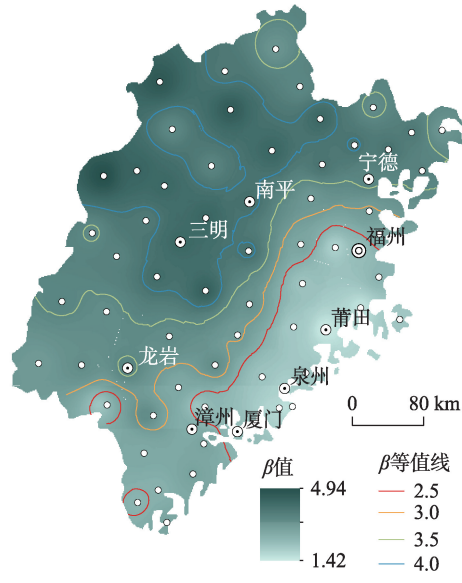 宁德
南平
三明
福州
莆田
龙岩
泉州
漳州
厦门
0 80 km
β值
4.94
1.42
β等值线
2.5
3.0
3.5
4.0